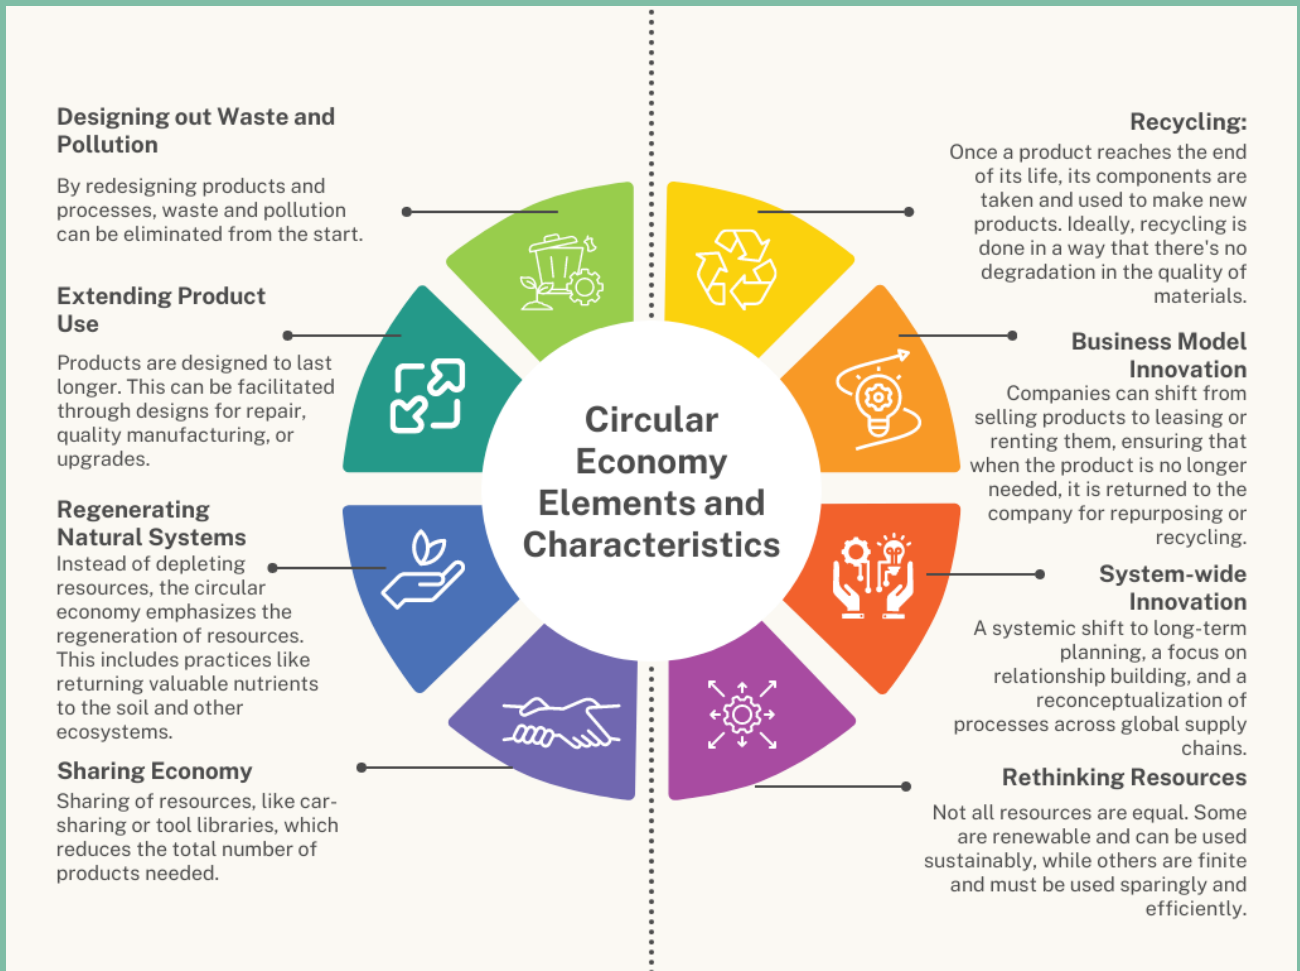 Designing out Waste and
Pollution
By redesigning products and
processes, waste and pollution
can be eliminated from the start.
Extending Product
Use
Products are designed to last
longer. This can be facilitated
through designs for repair,
quality manufacturing, or
upgrades.
Regenerating
Natural Systems
Instead of depleting
resources, the circular
economy emphasizes the
regeneration of resources.
This includes practices like
returning valuable nutrients
to the soil and other
ecosystems.
Sharing Economy
Sharing of resources, like car-
sharing or tool libraries, which
reduces the total number of
products needed.
Circular
Economy
Elements and
Characteristics
Recycling:
Once a product reaches the end
of its life, its components are
taken and used to make new
products. Ideally, recycling is
done in a way that there's no
degradation in the quality of
materials.
Business Model
Innovation
Companies can shift from
selling products to leasing or
renting them, ensuring that
when the product is no longer
needed, it is returned to the
company for repurposing or
recycling.
System-wide
Innovation
A systemic shift to long-term
planning, a focus on
relationship building, and a
reconceptualization of
processes across global supply
chains.
Rethinking Resources
Not all resources are equal. Some
are renewable and can be used
sustainably, while others are finite
and must be used sparingly and
efficiently.